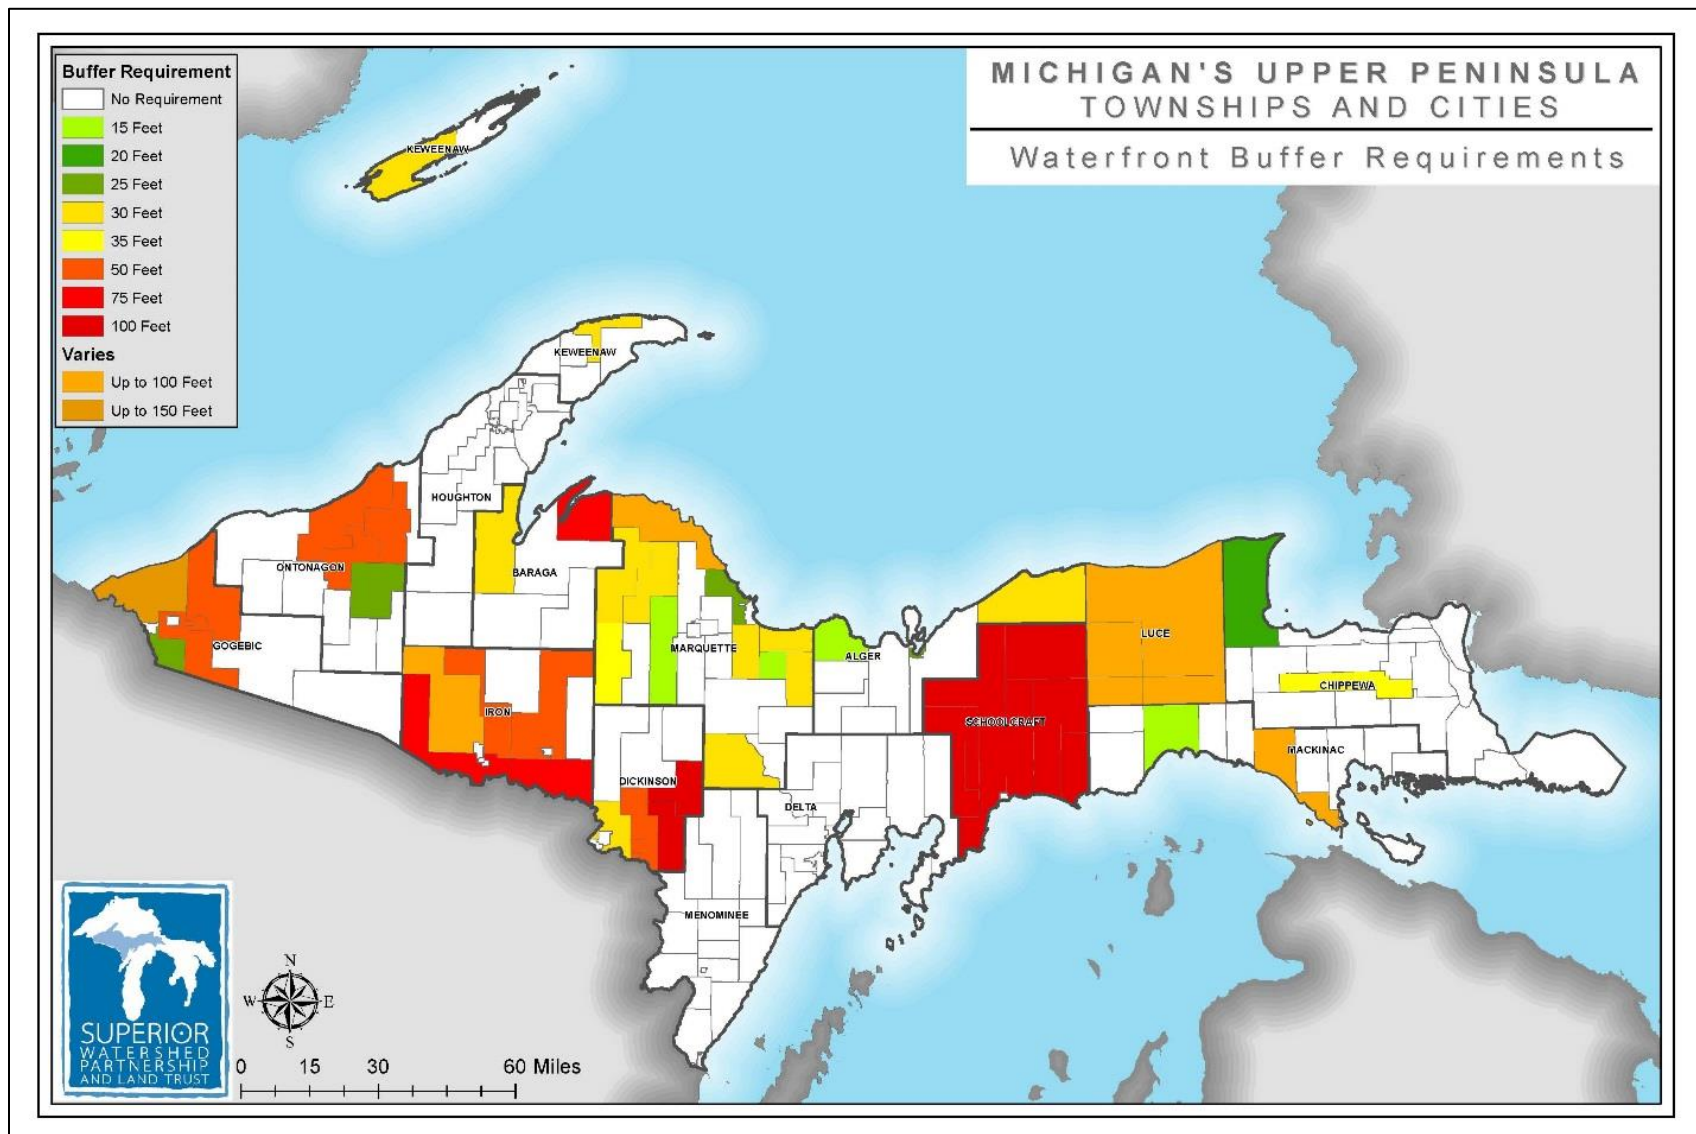 MICHIGAN'S UPPER PENINSULA
TOWNSHIPS AND CITIES
Waterfront Buffer Requirements
Buffer Requirement
No Requirement
15 Feet
20 Feet
25 Feet
30 Feet
35 Feet
50 Feet
75 Feet
100 Feet
Varies
Up to 100 Feet
Up to 150 Feet
KEWEENAW
KEWEENAW
HOUGHTON
ONTONAGON
BARAGA
GOGEBIC
MARQUETTE
ALGER
LUCE
CHIPPEWA
IRON
SCHOOLCRAFT
MACKINAC
DICKINSON
DELTA
MENOMINEE
N
W E
S
SUPERIOR
WATERSHED
PARTNERSHIP
AND LAND TRUST
0 15 30 60 Miles